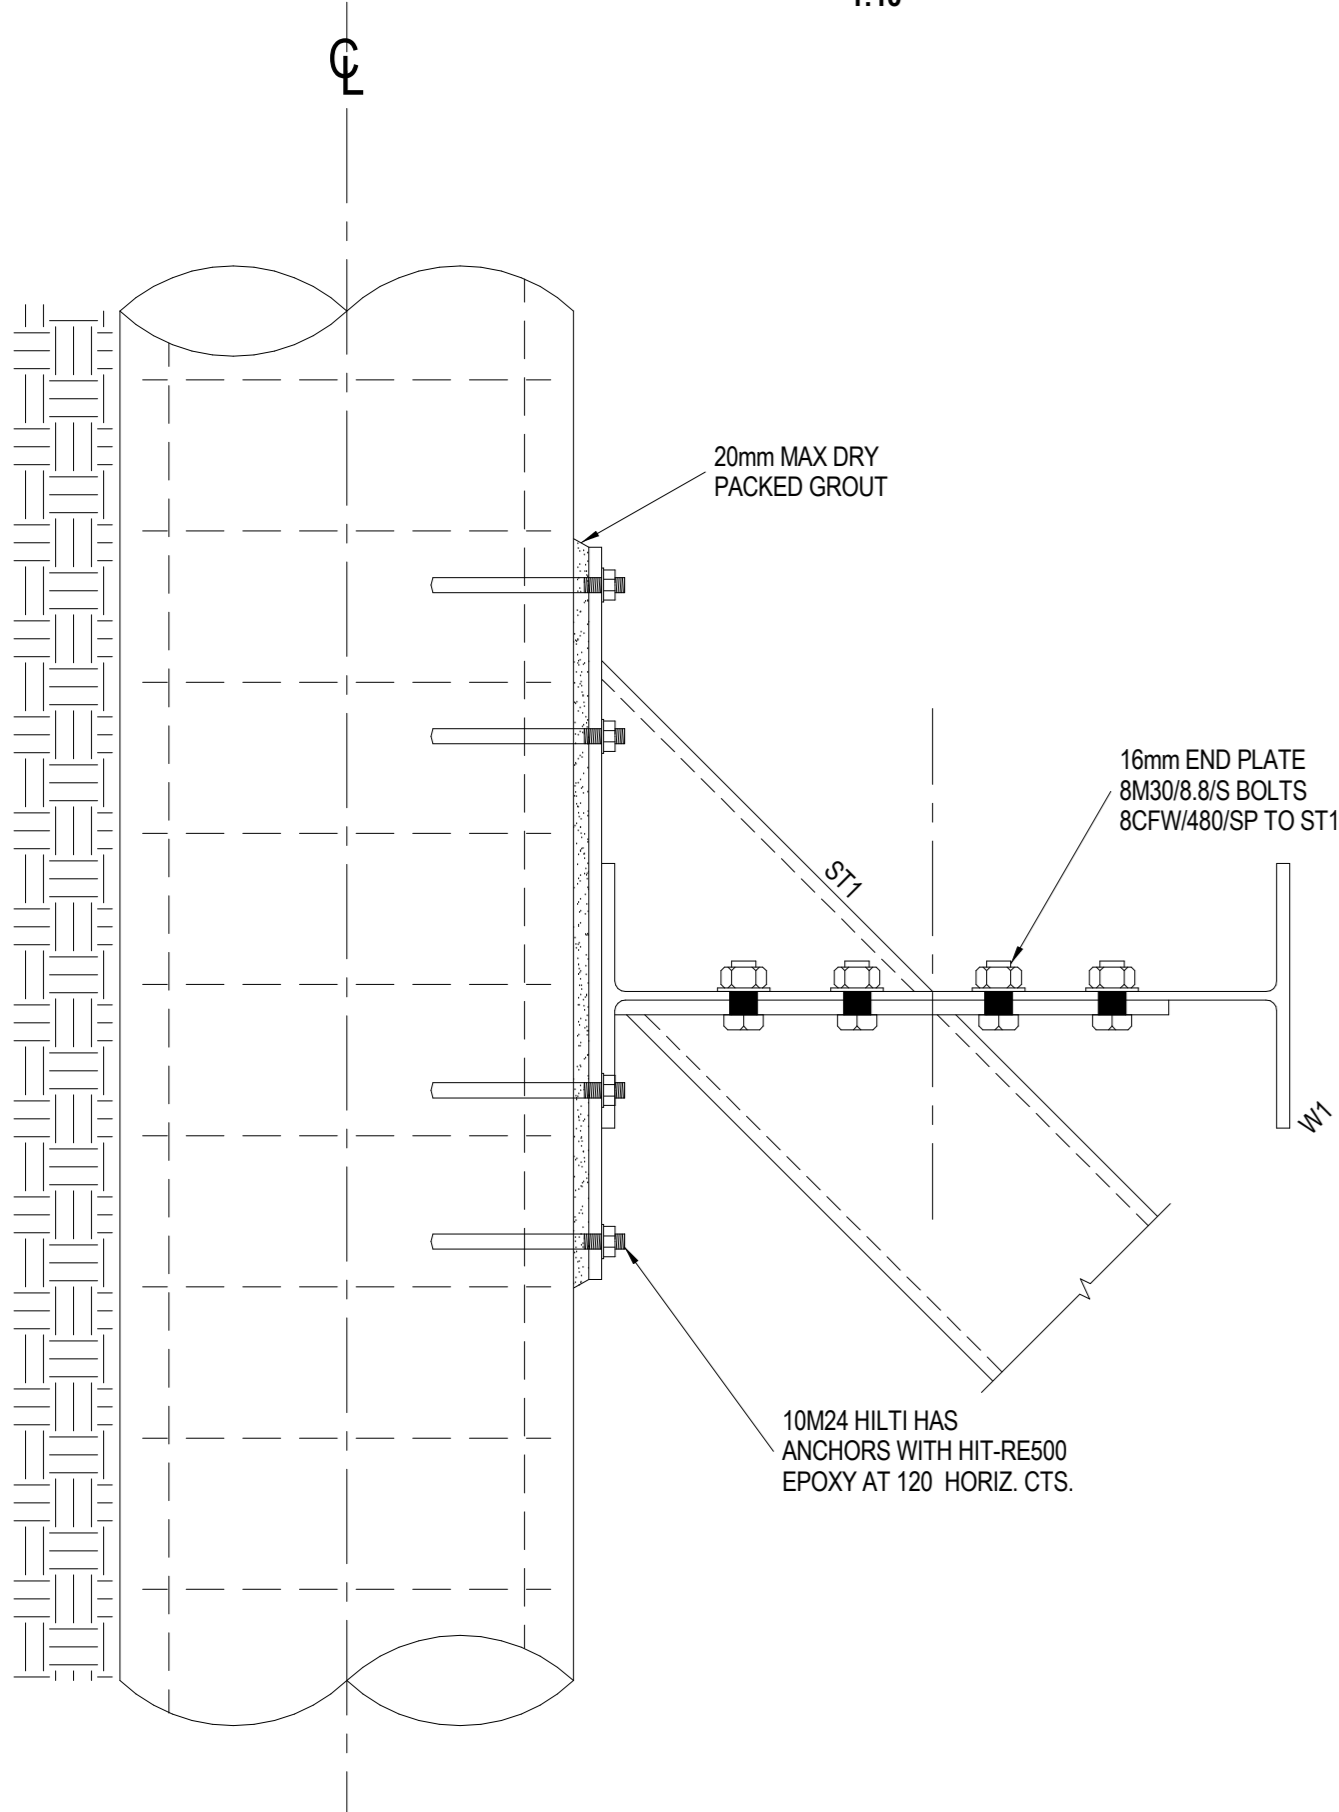 ℄
20mm MAX DRY
PACKED GROUT
16mm END PLATE
8M30/8.8/S BOLTS
8CFW/480/SP TO ST1
ST1
W1
10M24 HILTI HAS
ANCHORS WITH HIT-RE500
EPOXY AT 120 HORIZ. CTS.